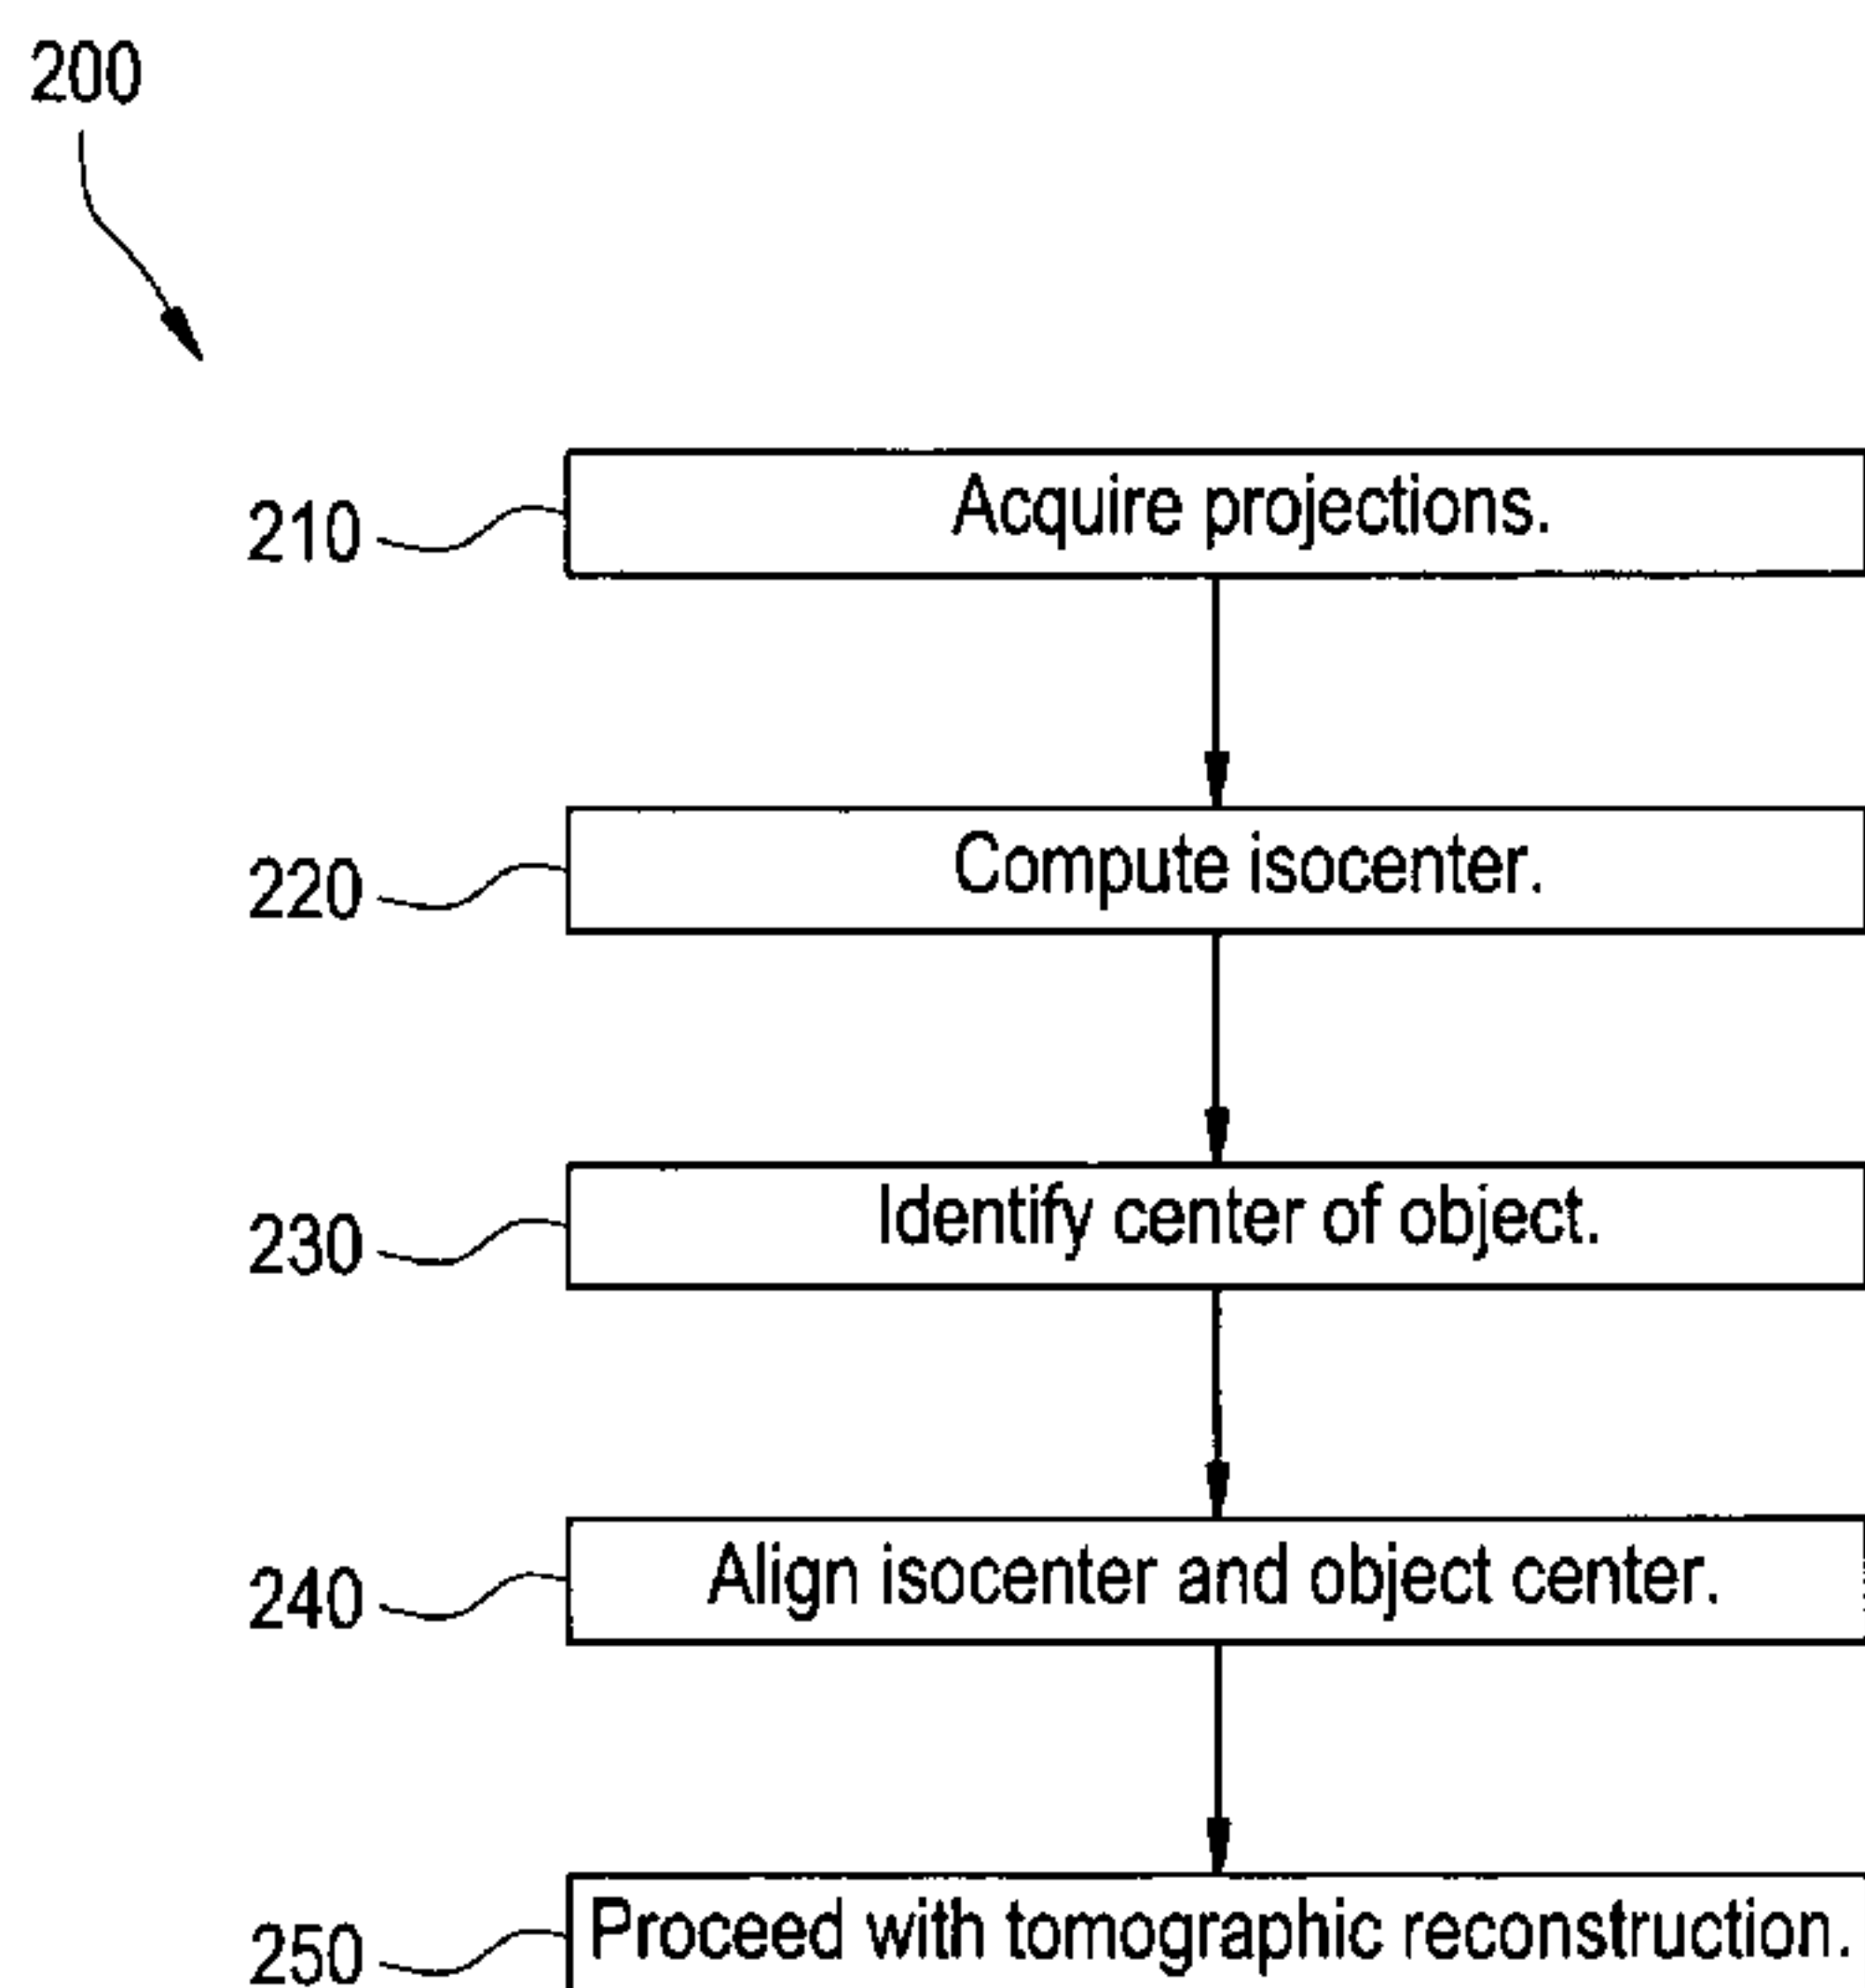 200
210 Acquire projections.
220 Compute isocenter.
230 Identify center of object.
240 Align isocenter and object center.
250 Proceed with tomographic reconstruction.